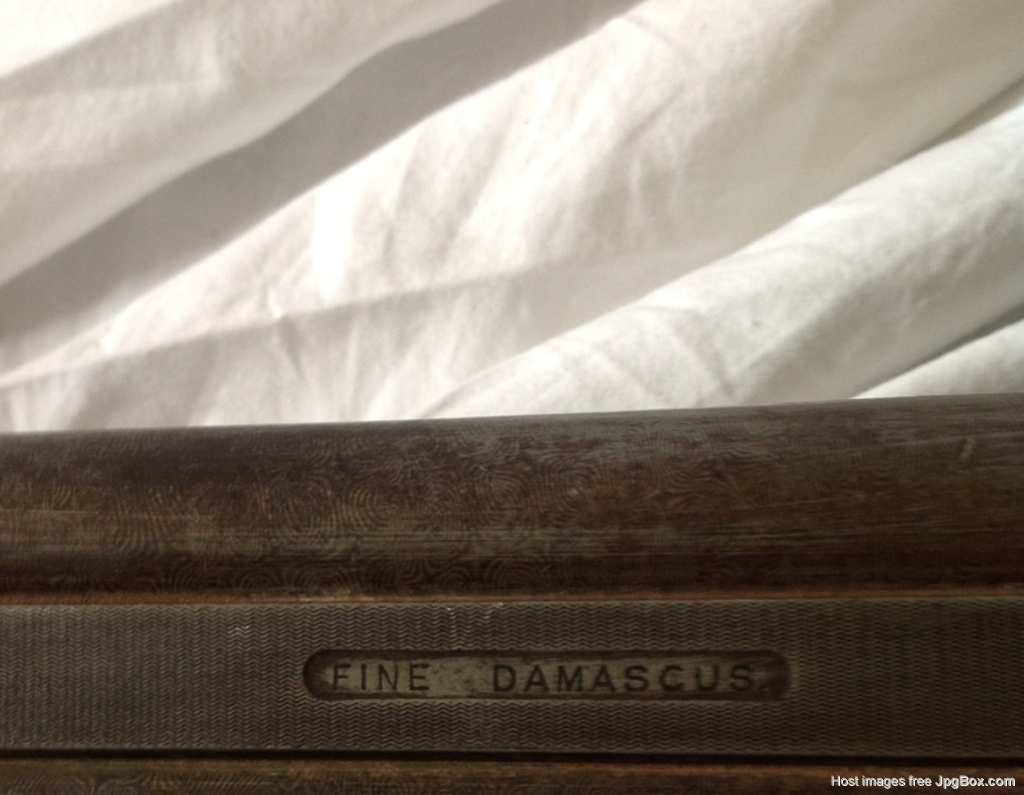 FINE DAMASCUS
Host images free JpgBox.com